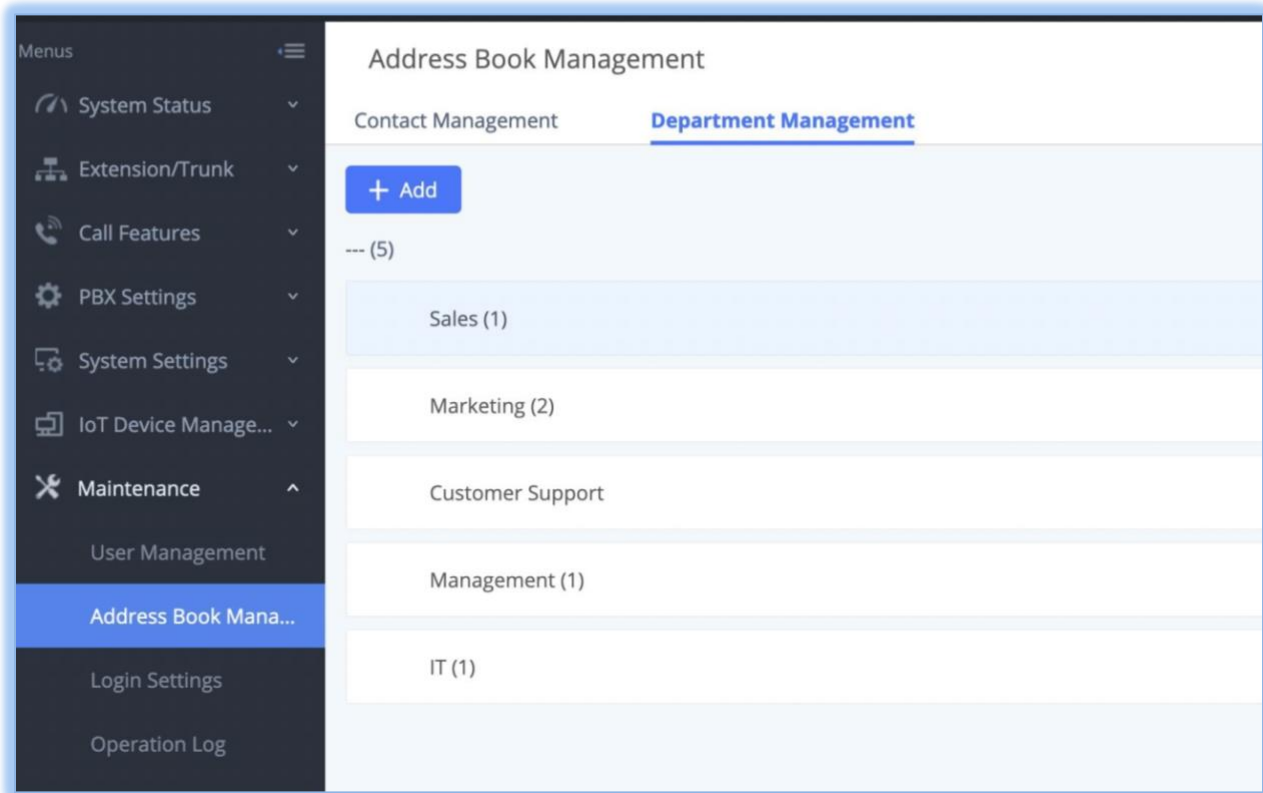 Menus
System Status
Extension/Trunk
Call Features
PBX Settings
System Settings
IoT Device Manage...
Maintenance
User Management
Address Book Mana...
Login Settings
Operation Log
Address Book Management
Contact Management
Department Management
+ Add
--- (5)
Sales (1)
Marketing (2)
Customer Support
Management (1)
IT (1)